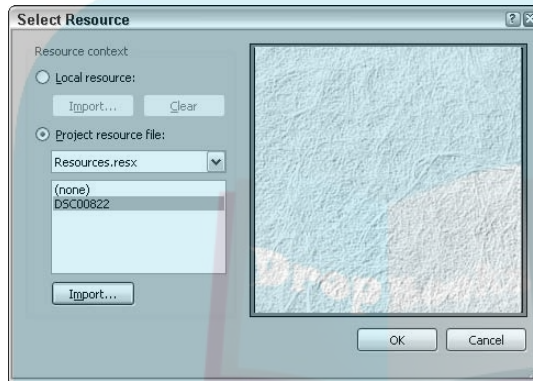 Select Resource
Resource context
Local resource:
Import...
Clear
Project resource file:
Resources.resx
(none)
DSC00822
Import...
OK
Cancel